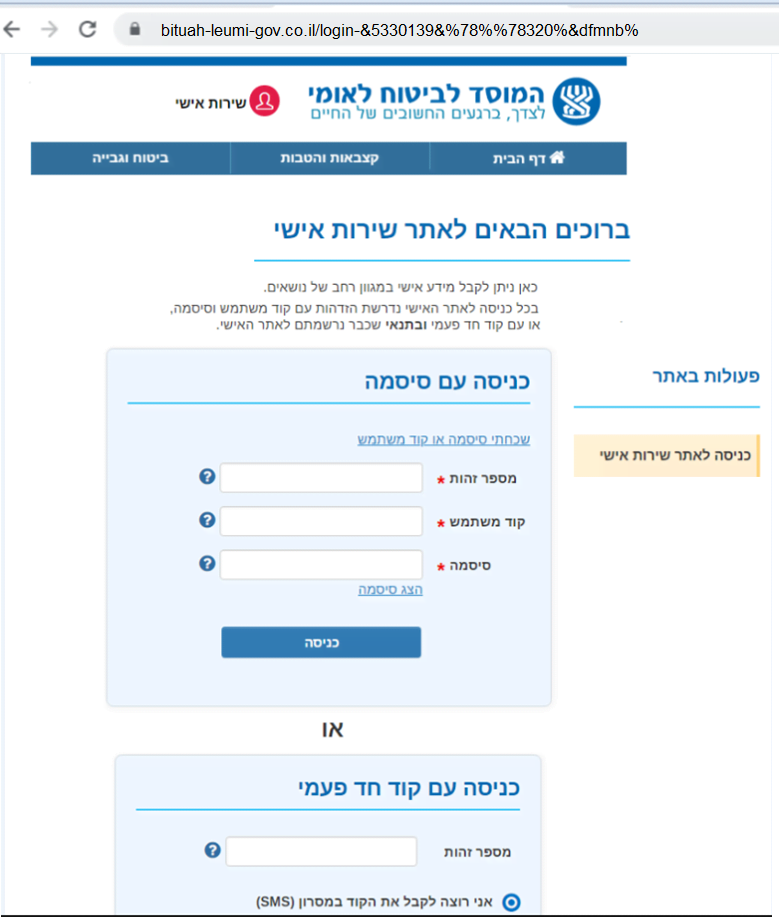 bituah-leumi-gov.co.il/login-&5330139&%78%%78320%&dfmnb%
המוסד לביטוח לאומי
לצדך, ברגעים החשובים של החיים
שירות אישי
דף הבית
קצבאות והטבות
ביטוח וגבייה
ברוכים הבאים לאתר שירות אישי
כאן ניתן לקבל מידע אישי במגוון רחב של נושאים.
בכל כניסה לאתר האישי נדרשת הזדהות עם קוד משתמש וסיסמה,
או עם קוד חד פעמי ובתנאי שכבר נרשמתם לאתר האישי.
פעולות באתר
כניסה לאתר שירות אישי
כניסה עם סיסמה
שכחתי סיסמה או קוד משתמש
מספר זהות *
קוד משתמש *
סיסמה *
הצג סיסמה
כניסה
או
כניסה עם קוד חד פעמי
מספר זהות
אני רוצה לקבל את הקוד במסרון (SMS)